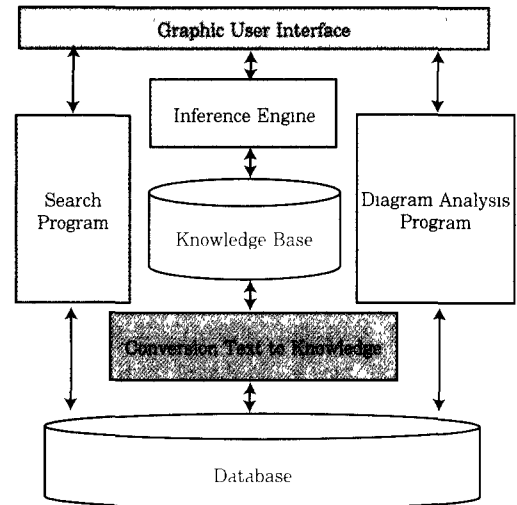 Graphic User Interface
Inference Engine
Search
Program
Diagram Analysis
Program
Knowledge Base
Conversion Text to Knowledge
Database